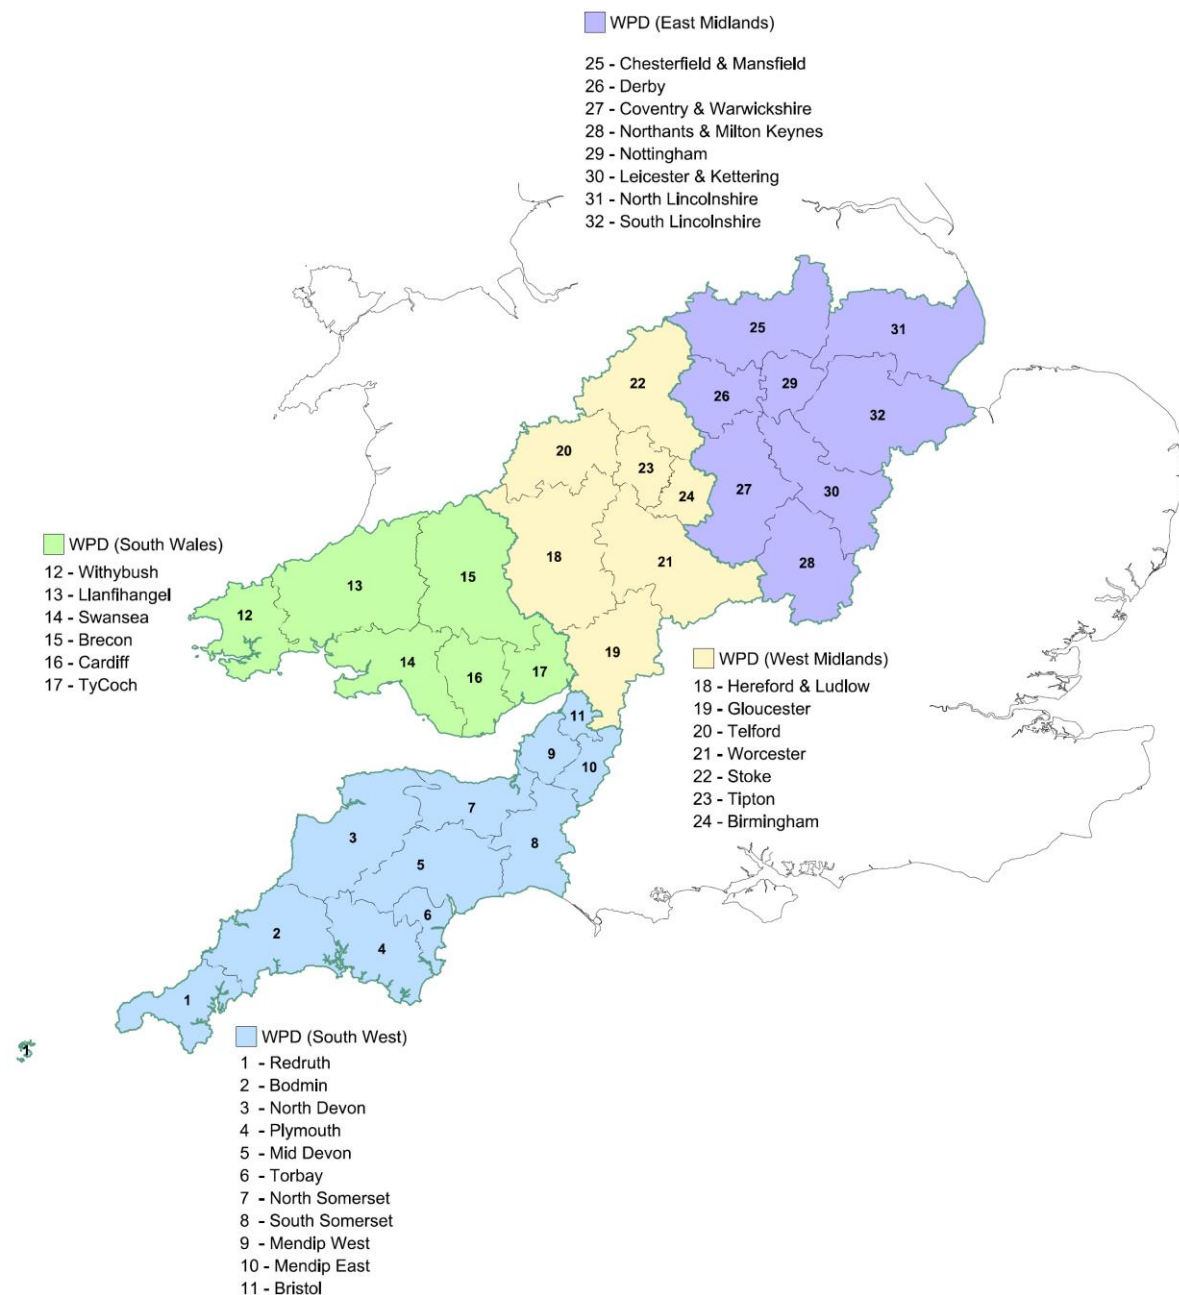 WPD (East Midlands)
25 - Chesterfield & Mansfield
26 - Derby
27 - Coventry & Warwickshire
28 - Northants & Milton Keynes
29 - Nottingham
30 - Leicester & Kettering
31 - North Lincolnshire
32 - South Lincolnshire
25
31
22
29
26
32
20
23
24
27
30
18
21
28
WPD (South Wales)
12 - Withybush
13 - Llanfihangel
14 - Swansea
15 - Brecon
16 - Cardiff
17 - TyCoch
15
13
12
14
16
17
19
WPD (West Midlands)
18 - Hereford & Ludlow
19 - Gloucester
20 - Telford
21 - Worcester
22 - Stoke
23 - Tipton
24 - Birmingham
11
9
10
7
3
8
5
6
2
4
1
1
WPD (South West)
1 - Redruth
2 - Bodmin
3 - North Devon
4 - Plymouth
5 - Mid Devon
6 - Torbay
7 - North Somerset
8 - South Somerset
9 - Mendip West
10 - Mendip East
11 - Bristol